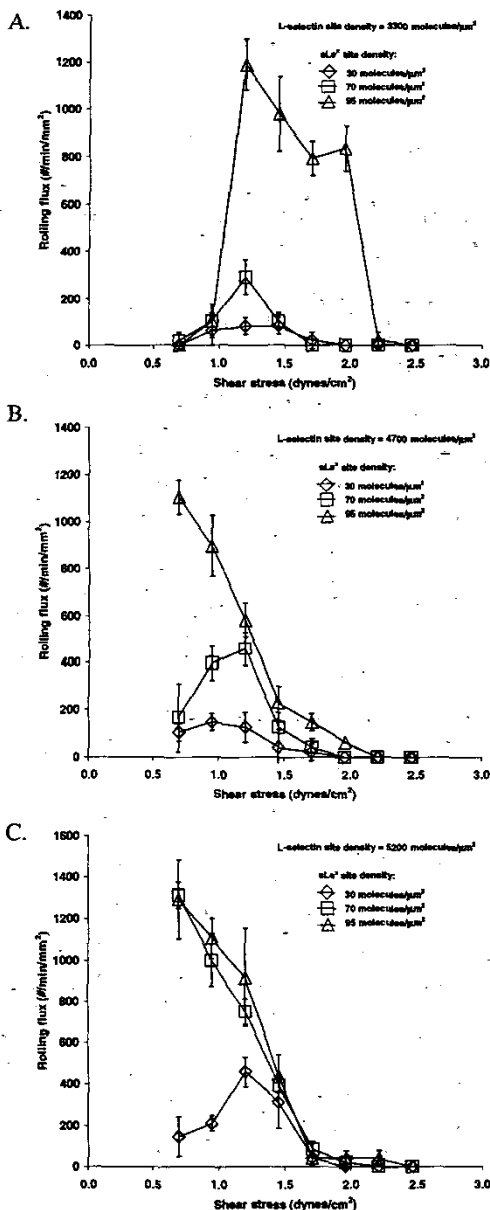 A.
L-selectin site density = 3300 molecules/μm²
sLeˣ site density:
30 molecules/μm²
70 molecules/μm²
95 molecules/μm²
1400
1200
1000
800
600
400
200
0
Rolling flux (#/min/mm²)
0.0 0.5 1.0 1.5 2.0 2.5 3.0
Shear stress (dynes/cm²)
B.
L-selectin site density = 4700 molecules/μm²
sLeˣ site density:
30 molecules/μm²
70 molecules/μm²
95 molecules/μm²
1400
1200
1000
800
600
400
200
0
Rolling flux (#/min/mm²)
0.0 0.5 1.0 1.5 2.0 2.5 3.0
Shear stress (dynes/cm²)
C.
L-selectin site density = 5200 molecules/μm²
sLeˣ site density:
30 molecules/μm²
70 molecules/μm²
95 molecules/μm²
1600
1400
1200
1000
800
600
400
200
0
Rolling flux (#/min/mm²)
0.0 0.5 1.0 1.5 2.0 2.5 3.0
Shear stress (dynes/cm²)